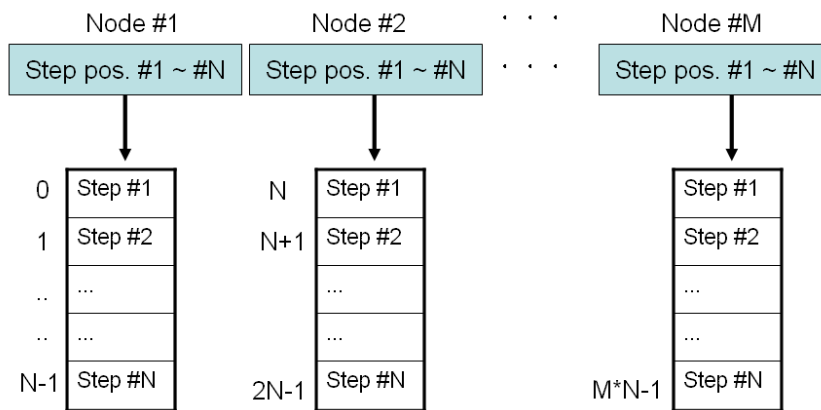 Node #1 Node #2 · · · Node #M
Step pos. #1 ~ #N Step pos. #1 ~ #N · · · Step pos. #1 ~ #N
0 Step #1 N Step #1 Step #1
1 Step #2 N+1 Step #2 Step #2
.. ... ... ...
.. ... ... ...
N-1 Step #N 2N-1 Step #N M*N-1 Step #N